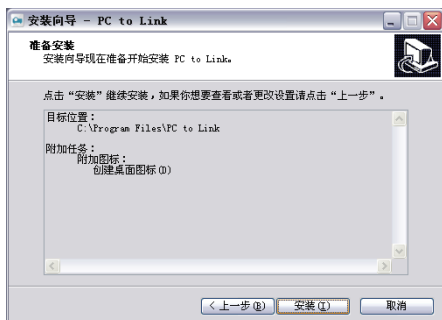 安装向导 - PC to Link
准备安装
安装向导现在准备开始安装 PC to Link。
点击“安装”继续安装，如果你想要查看或者更改设置请点击“上一步”。
目标位置：
C:\Program Files\PC to Link
附加任务：
附加图标：
创建桌面图标(D)
< 上一步(B)
安装(I)
取消